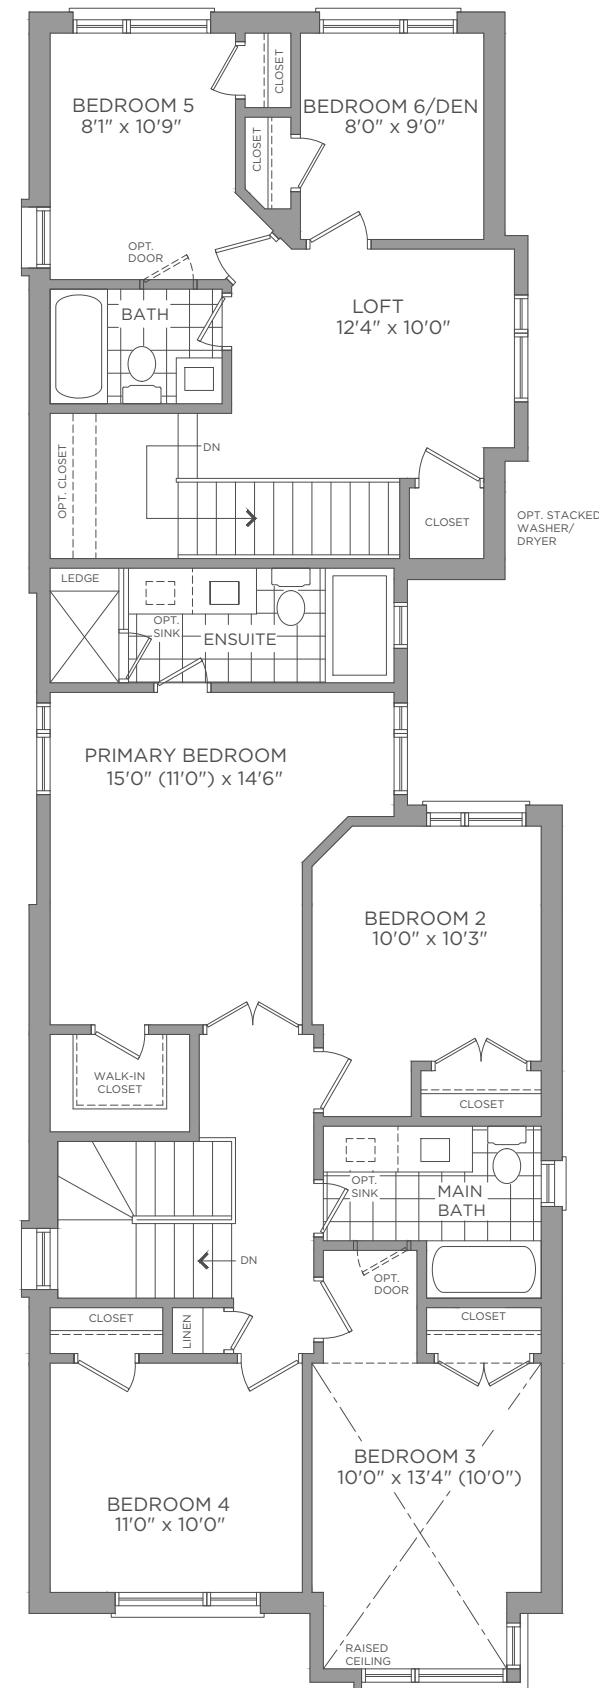 CLOSET
BEDROOM 5
8'1" x 10'9"
BEDROOM 6/DEN
8'0" x 9'0"
CLOSET
OPT.
DOOR
BATH
LOFT
12'4" x 10'0"
OPT. CLOSET
DN
CLOSET
OPT. STACKED
WASHER/
DRYER
LEDGE
OPT.
SINK
ENSUITE
PRIMARY BEDROOM
15'0" (11'0") x 14'6"
BEDROOM 2
10'0" x 10'3"
WALK-IN
CLOSET
CLOSET
OPT.
SINK
MAIN
BATH
DN
OPT.
DOOR
CLOSET
LINEN
CLOSET
BEDROOM 3
10'0" x 13'4" (10'0")
BEDROOM 4
11'0" x 10'0"
RAISED
CEILING